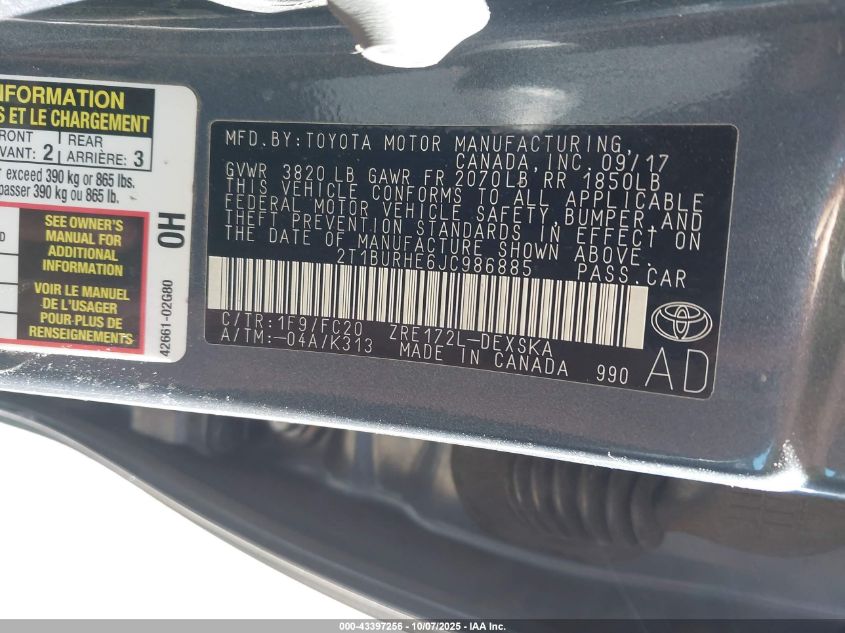 INFORMATION
S ET LE CHARGEMENT
FRONT
AVANT: 2
REAR
ARRIÈRE: 3
r exceed 390 kg or 865 lbs.
passer 390 kg ou 865 lb.
SEE OWNER'S
MANUAL FOR
ADDITIONAL
INFORMATION
VOIR LE MANUEL
DE L'USAGER
POUR PLUS DE
RENSEIGNEMENTS
0H
42661-02G80
MFD.BY:TOYOTA MOTOR MANUFACTURING,
CANADA, INC. 09/17
GVWR 3820 LB GAWR FR 2070LB, RR 1850LB
THIS VEHICLE CONFORMS TO ALL APPLICABLE
FEDERAL MOTOR VEHICLE SAFETY, BUMPER, AND
THEFT PREVENTION STANDARDS IN EFFECT ON
THE DATE OF MANUFACTURE SHOWN ABOVE.
2T1BURHE6JC986885 PASS.CAR
C/TR:1F9/FC20 ZRE172L-DEXSKA
A/TM:-04A/K313 MADE IN CANADA 990
AD
000-43397256 - 10/07/2025 - IAA, Inc.